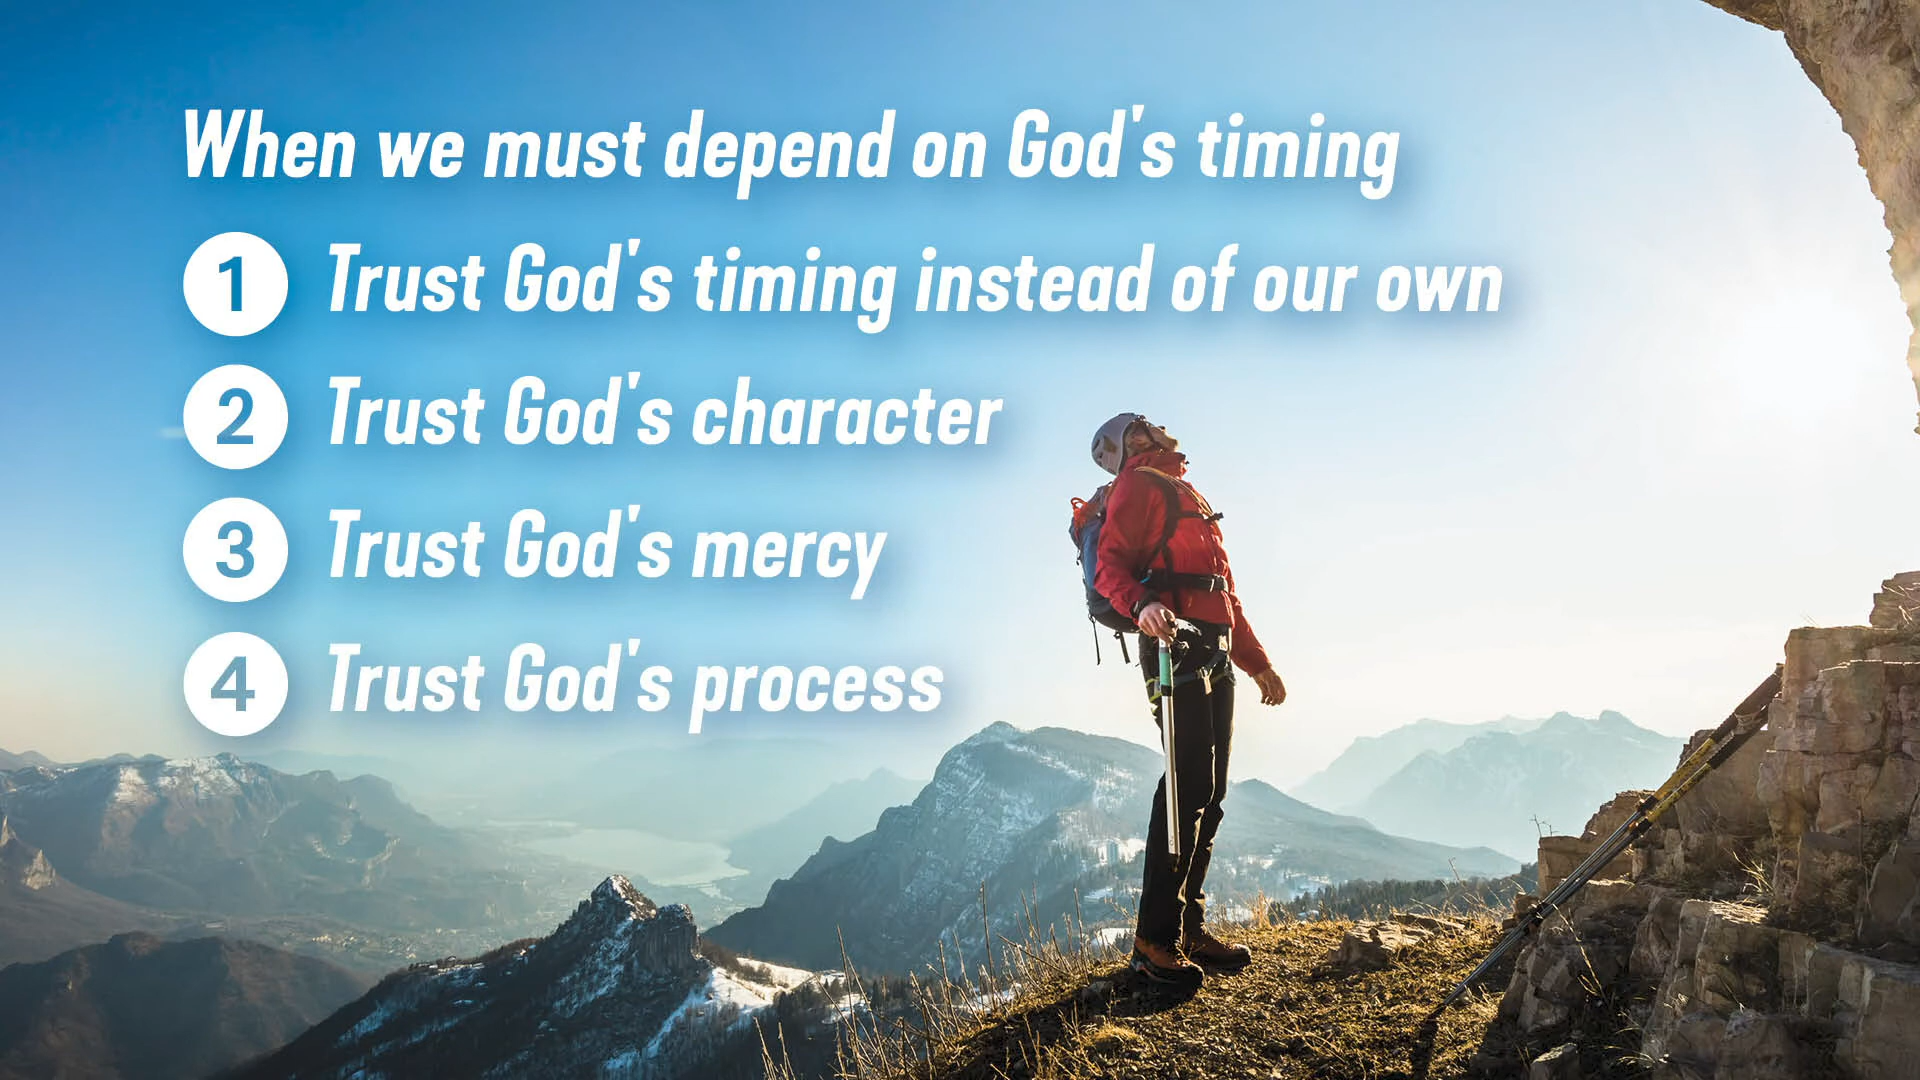 When we must depend on God's timing
1 Trust God's timing instead of our own
2 Trust God's character
3 Trust God's mercy
4 Trust God's process